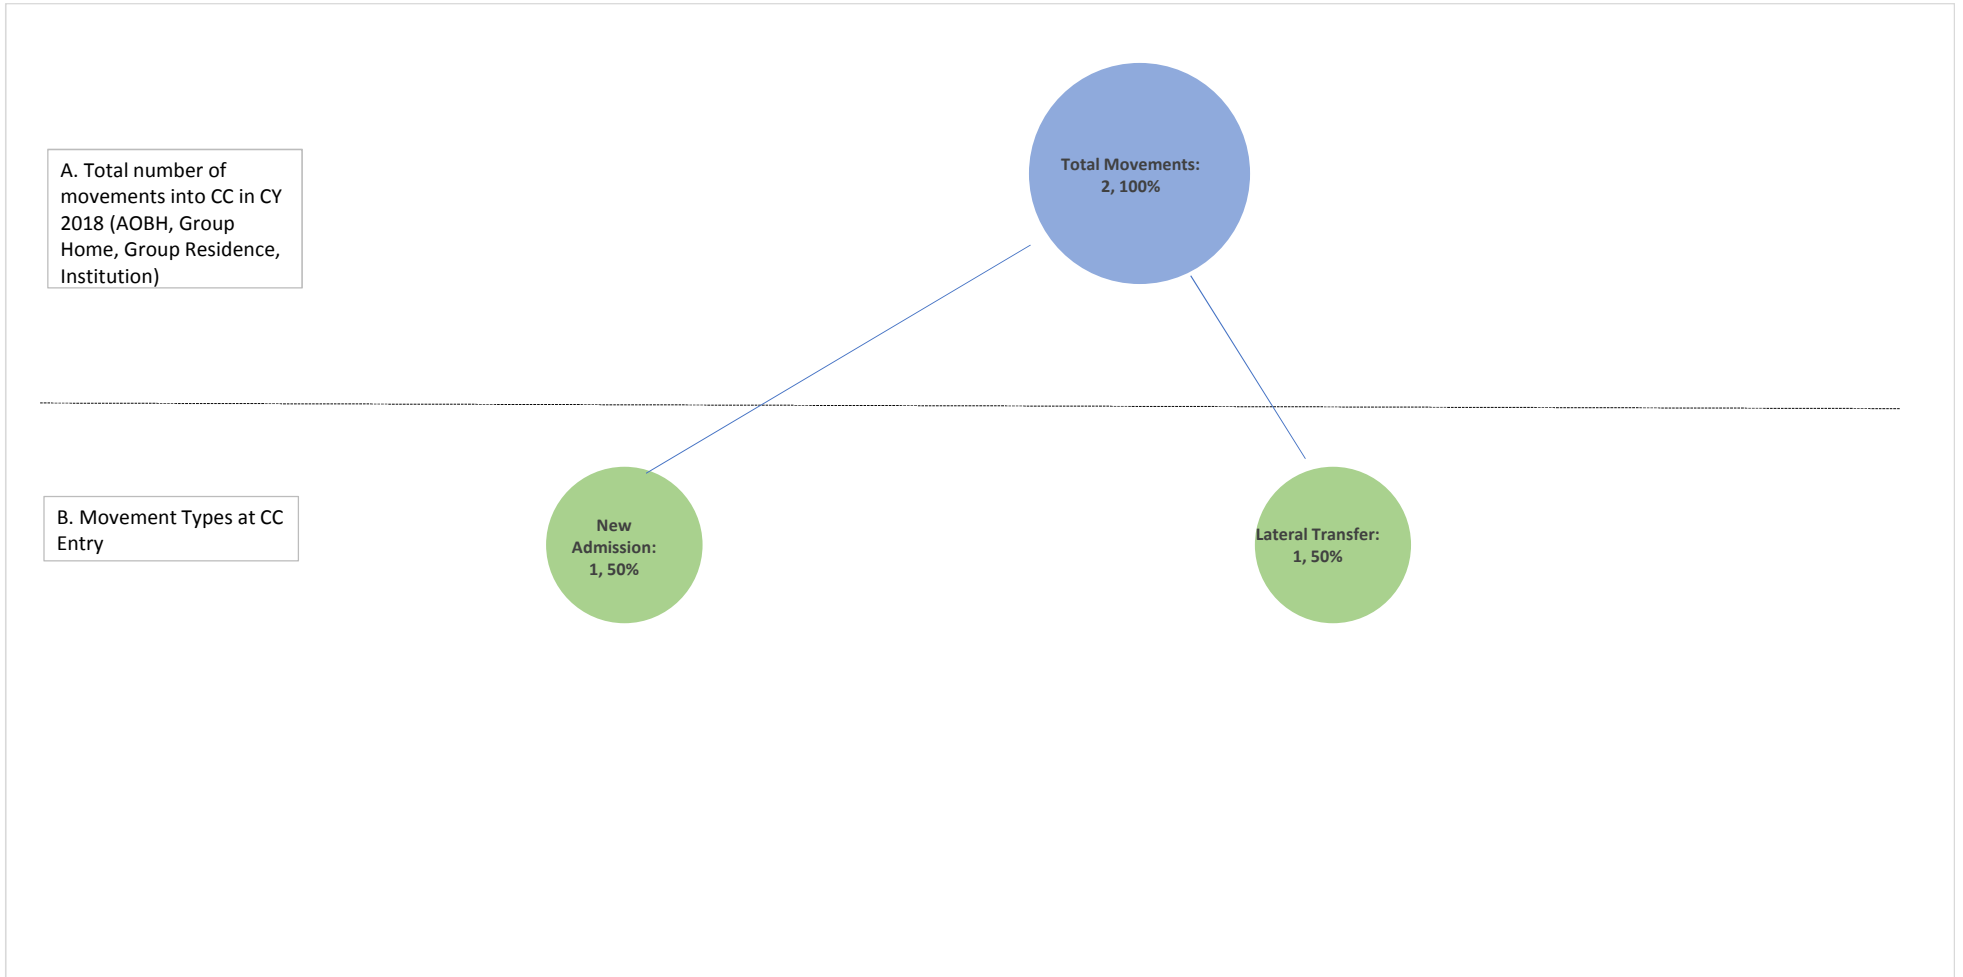 A. Total number of
movements into CC in CY
2018 (AOBH, Group
Home, Group Residence,
Institution)
Total Movements:
2, 100%
B. Movement Types at CC
Entry
New
Admission:
1, 50%
Lateral Transfer:
1, 50%